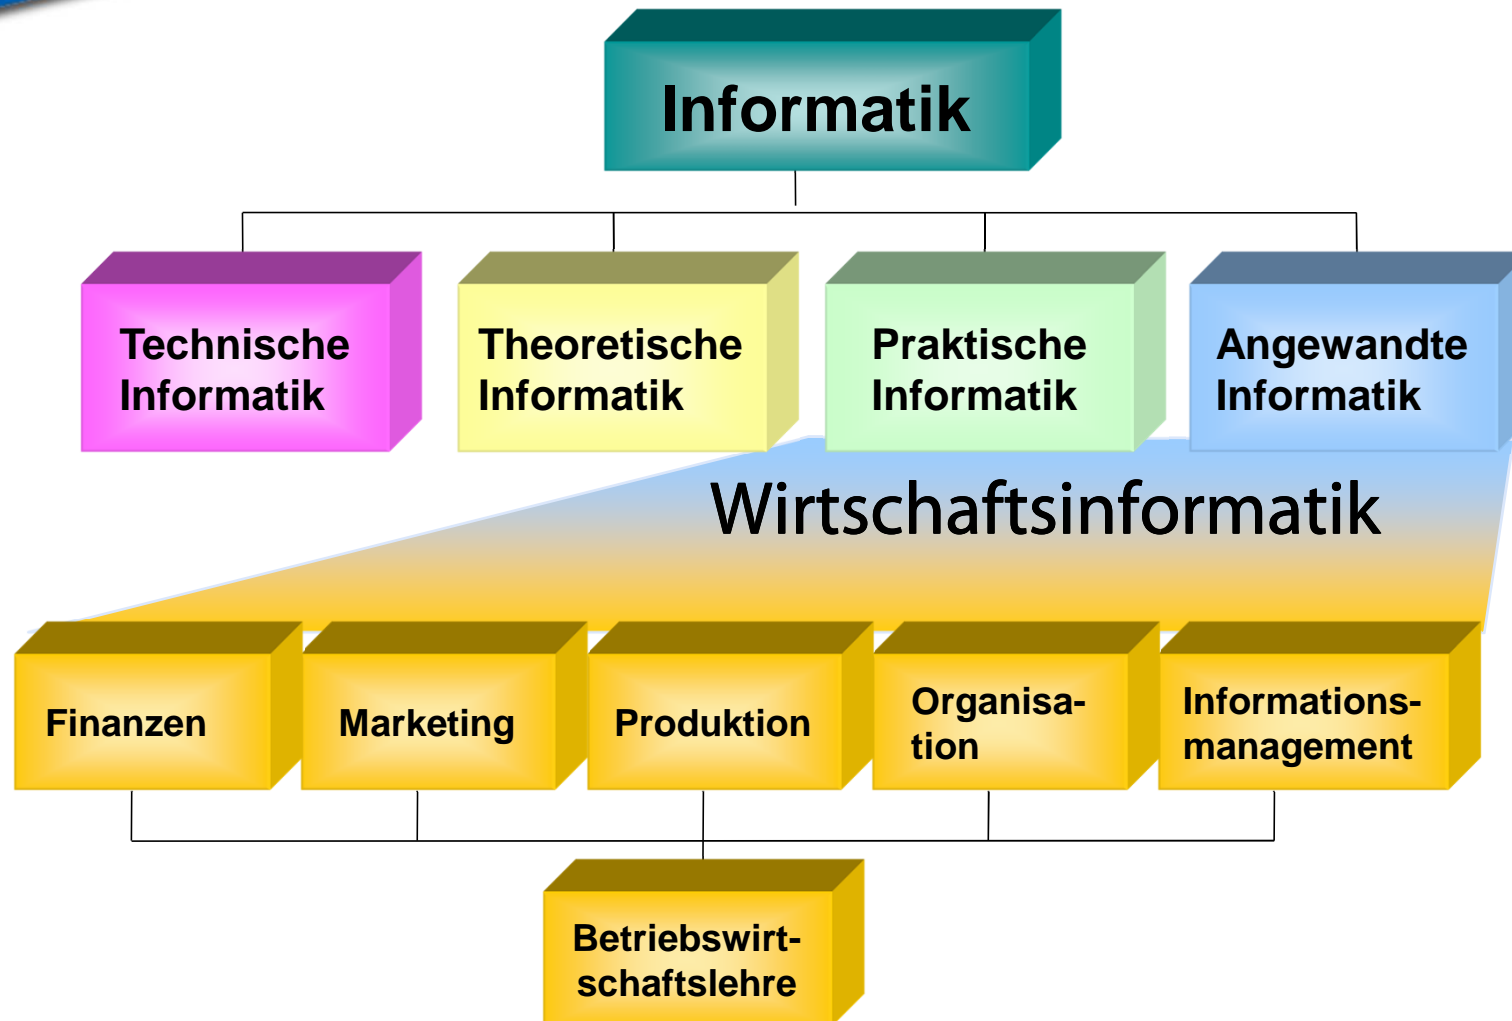 Informatik
Technische
Informatik
Theoretische
Informatik
Praktische
Informatik
Angewandte
Informatik
Wirtschaftsinformatik
Finanzen
Marketing
Produktion
Organisa-
tion
Informations-
management
Betriebswirt-
schaftslehre